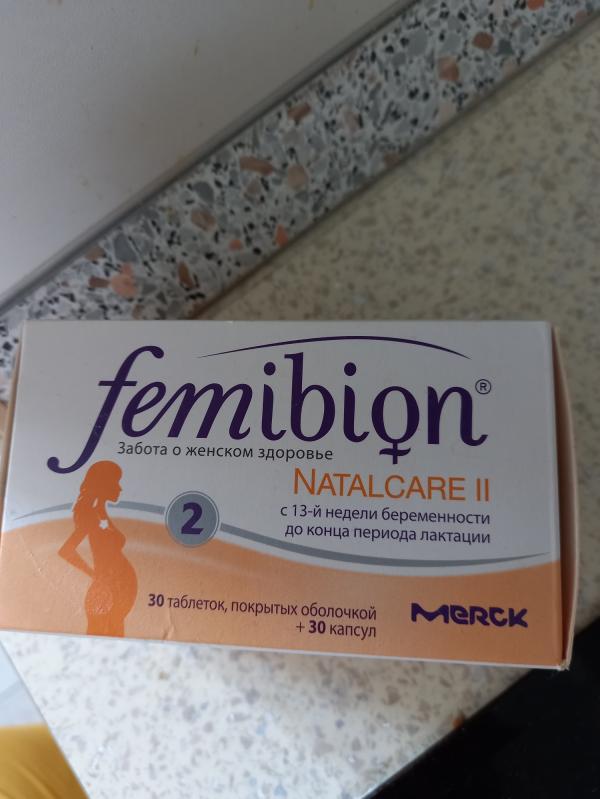 femibion®
Забота о женском здоровье
NATALCARE II
2
с 13-й недели беременности
до конца периода лактации
30 таблеток, покрытых оболочкой
+ 30 капсул
MERCK